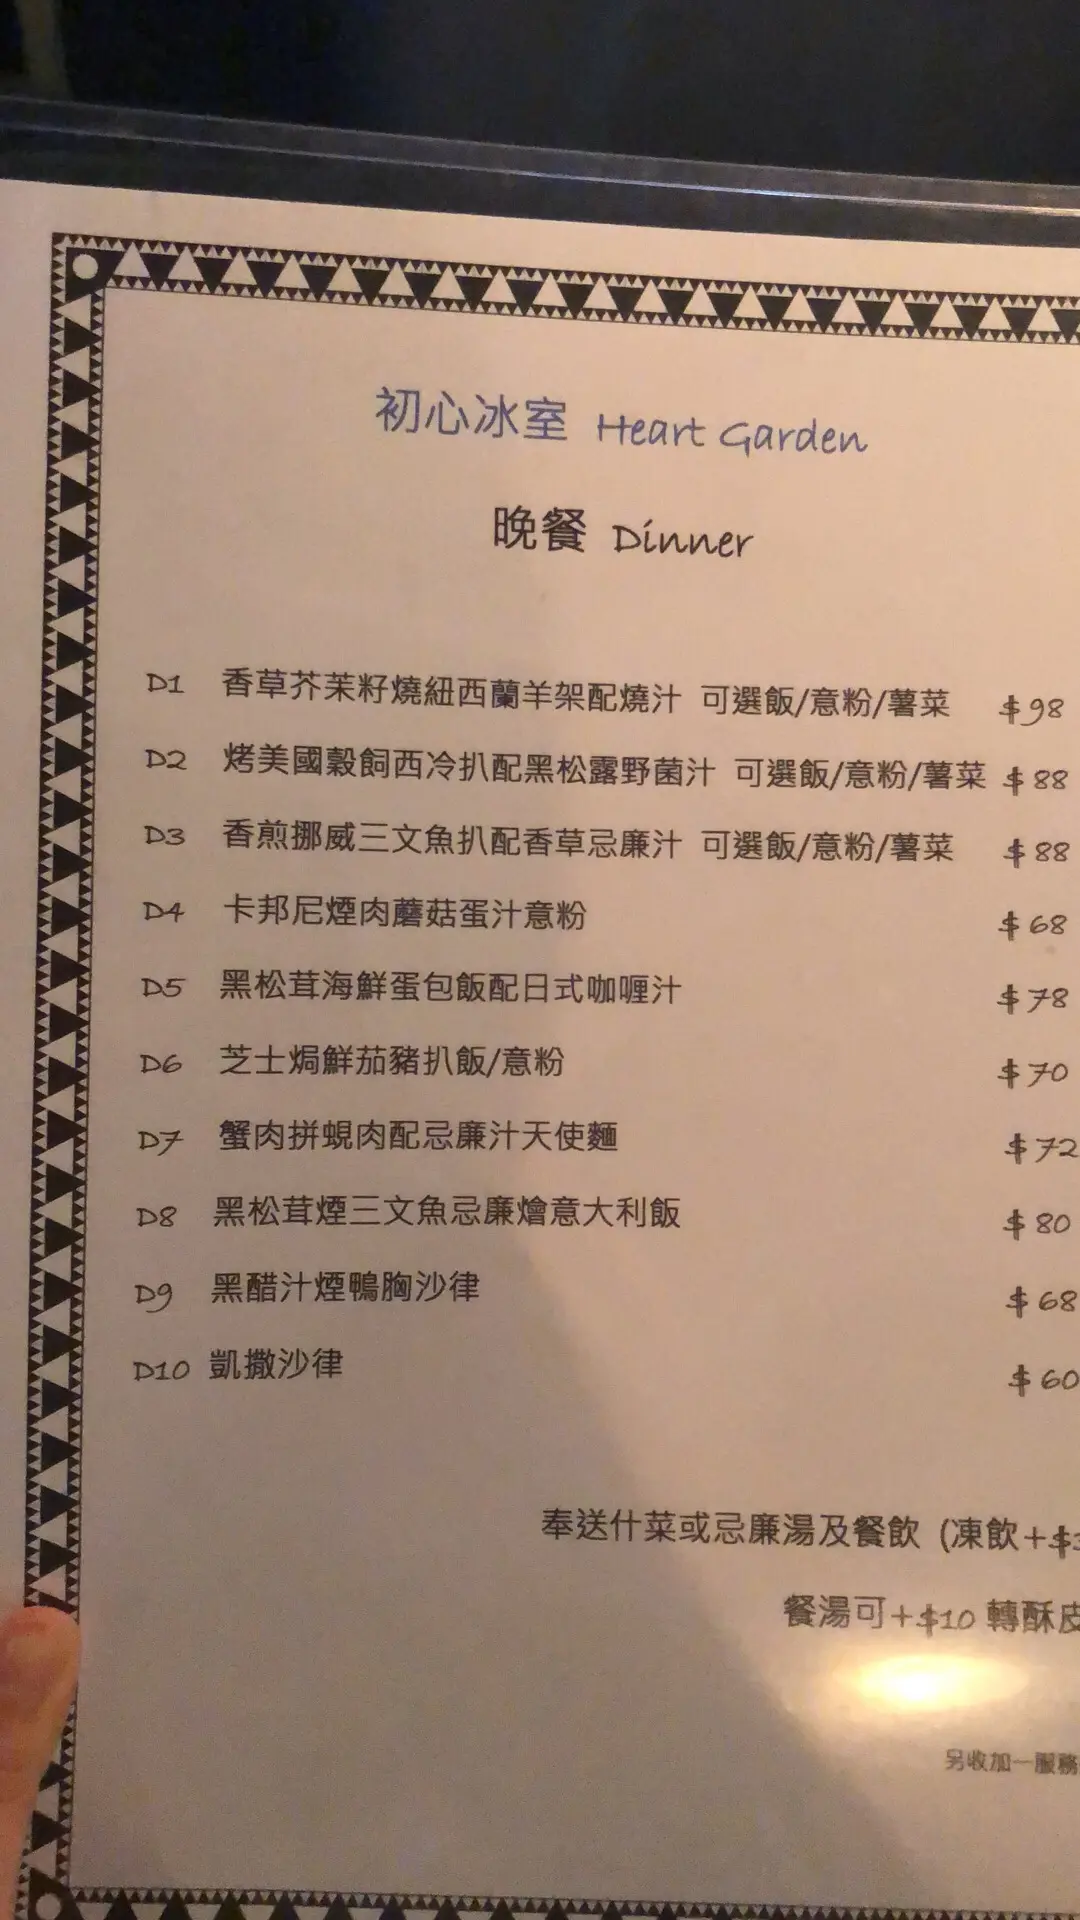 初心冰室 Heart Garden
晚餐 Dinner
D1 香草芥茉籽燒紐西蘭羊架配燒汁 可選飯/意粉/薯菜 $98
D2 烤美國穀飼西冷扒配黑松露野菌汁 可選飯/意粉/薯菜 $88
D3 香煎挪威三文魚扒配香草忌廉汁 可選飯/意粉/薯菜 $88
D4 卡邦尼煙肉蘑菇蛋汁意粉 $68
D5 黑松茸海鮮蛋包飯配日式咖喱汁 $78
D6 芝士焗鮮茄豬扒飯/意粉 $70
D7 蟹肉拼蜆肉配忌廉汁天使麵 $72
D8 黑松茸煙三文魚忌廉燴意大利飯 $80
D9 黑醋汁煙鴨胸沙律 $68
D10 凱撒沙律 $60
奉送什菜或忌廉湯及餐飲 (凍飲+$
餐湯可+$10 轉酥皮
另收加一服務